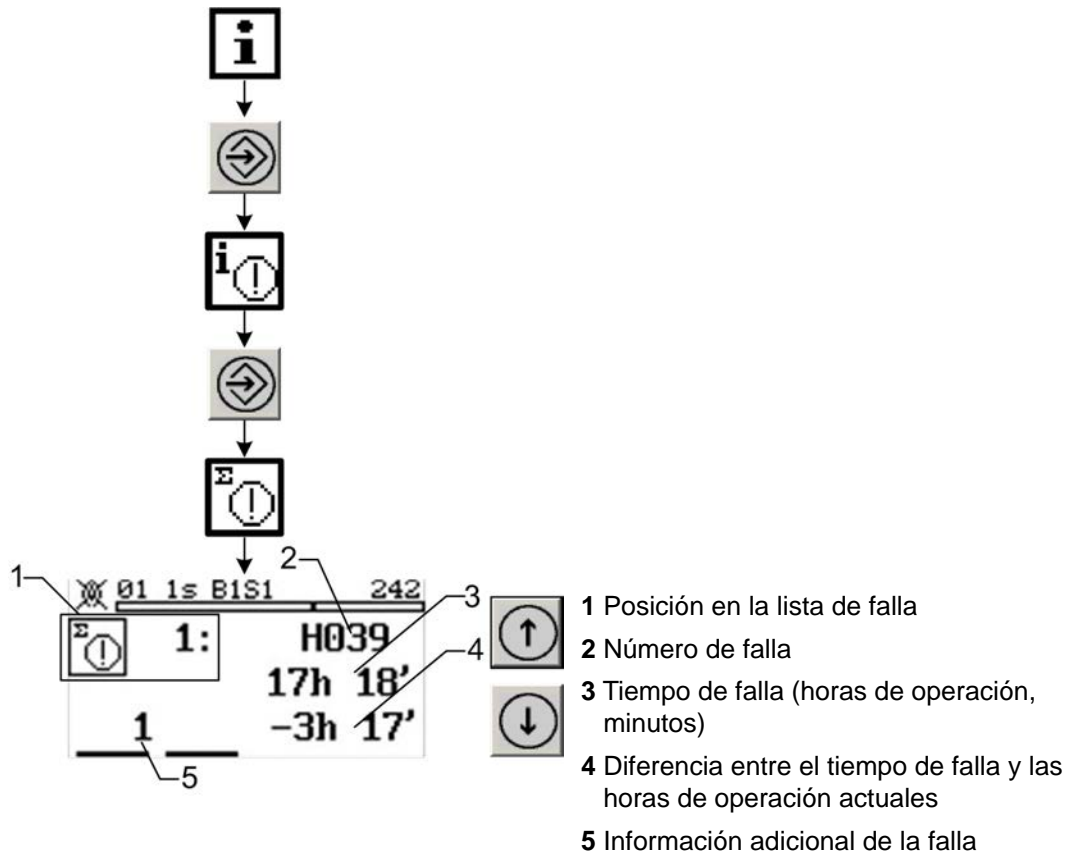 i
i
!
Σ
!
2
1
01 1s B1S1 242
3
Σ
!
1:
H039
4
17h 18'
1
-3h 17'
5
1 Posición en la lista de falla
2 Número de falla
3 Tiempo de falla (horas de operación,
minutos)
4 Diferencia entre el tiempo de falla y las
horas de operación actuales
5 Información adicional de la falla